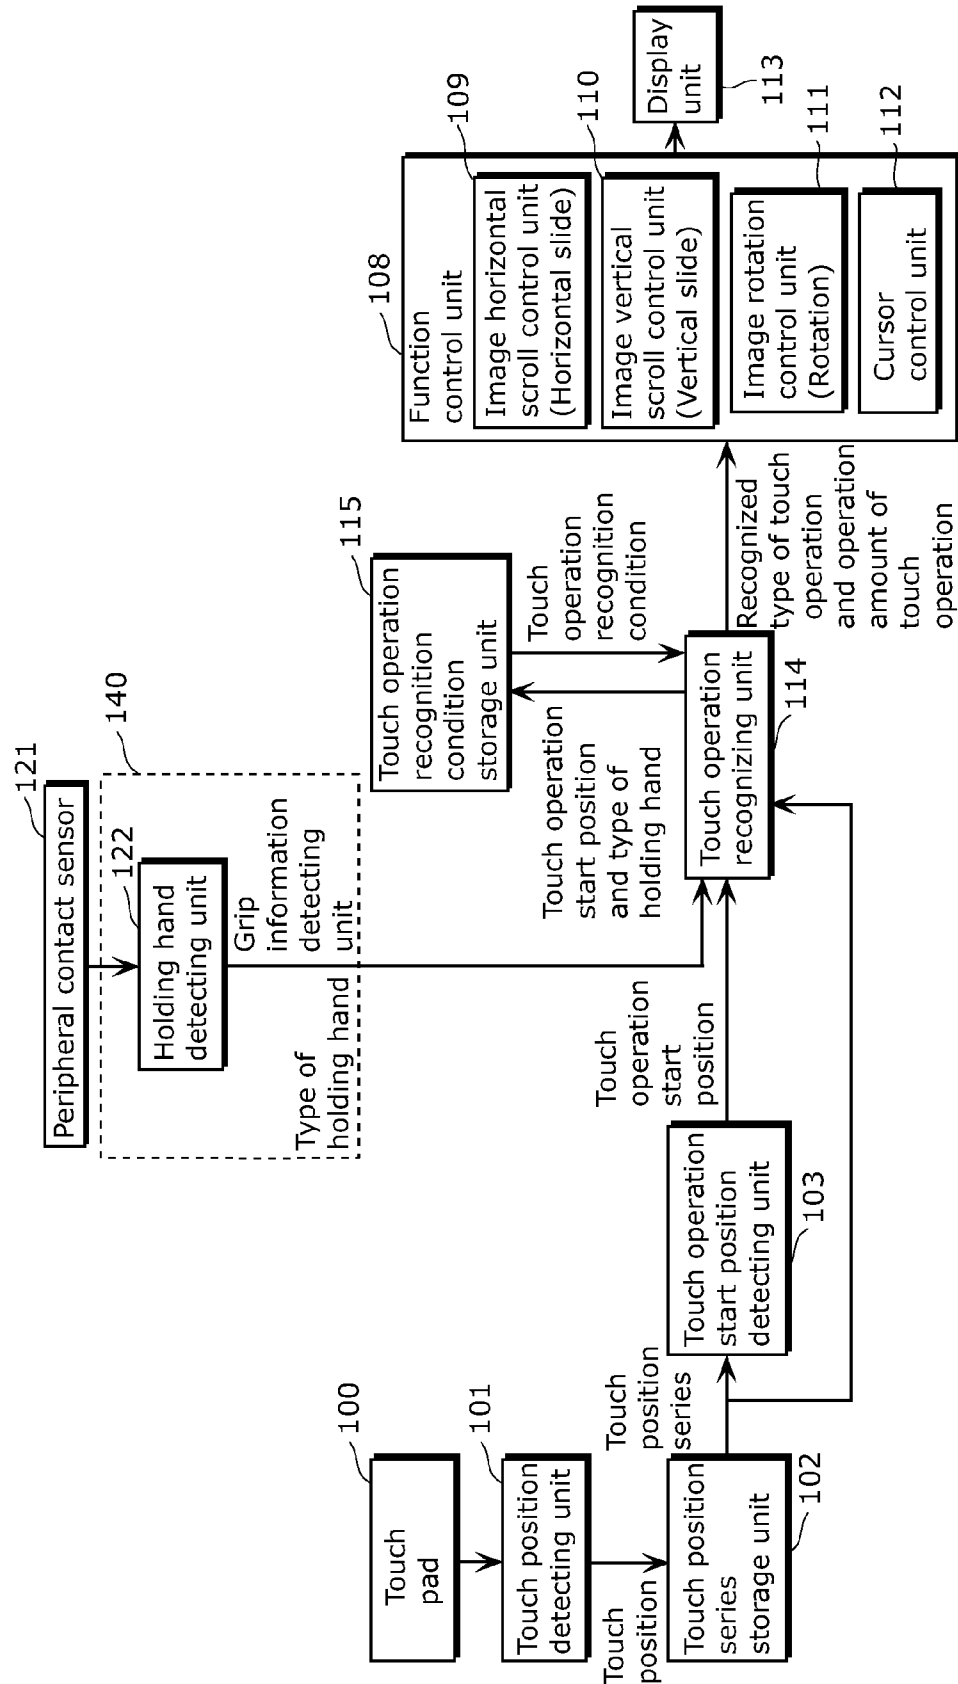 121
Peripheral contact sensor
140
122
Holding hand
detecting unit
Grip
information
detecting
unit
Type of
holding hand
100
Touch
pad
101
Touch position
detecting unit
Touch
position
Touch position
series
storage unit
102
Touch
position
series
Touch operation
start position
detecting unit
103
Touch
operation
start
position
115
Touch operation
recognition
condition
storage unit
Touch operation
start position
and type of
holding hand
Touch
operation
recognition
condition
Touch operation
recognizing unit
114
Recognized
type of touch
operation
and operation
amount of
touch
operation
108
Function
control unit
109
Image horizontal
scroll control unit
(Horizontal slide)
110
Image vertical
scroll control unit
(Vertical slide)
111
Image rotation
control unit
(Rotation)
112
Cursor
control unit
Display
unit
113